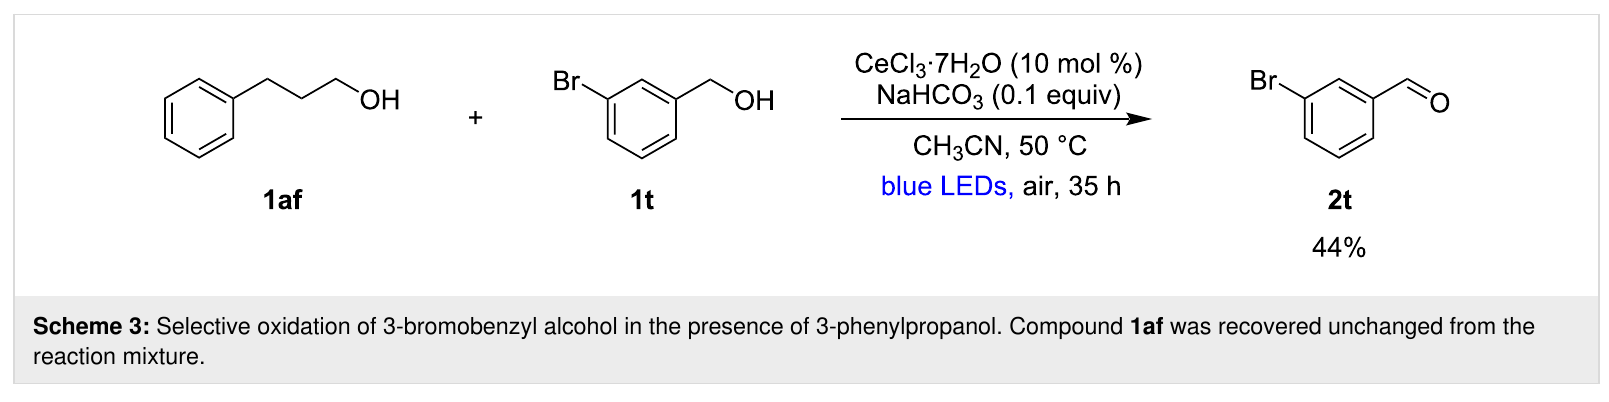 OH
1af
+
Br
OH
1t
CeCl₃·7H₂O (10 mol %)
NaHCO₃ (0.1 equiv)
CH₃CN, 50 °C
blue LEDs, air, 35 h
Br
O
2t
44%
Scheme 3: Selective oxidation of 3-bromobenzyl alcohol in the presence of 3-phenylpropanol. Compound 1af was recovered unchanged from the
reaction mixture.